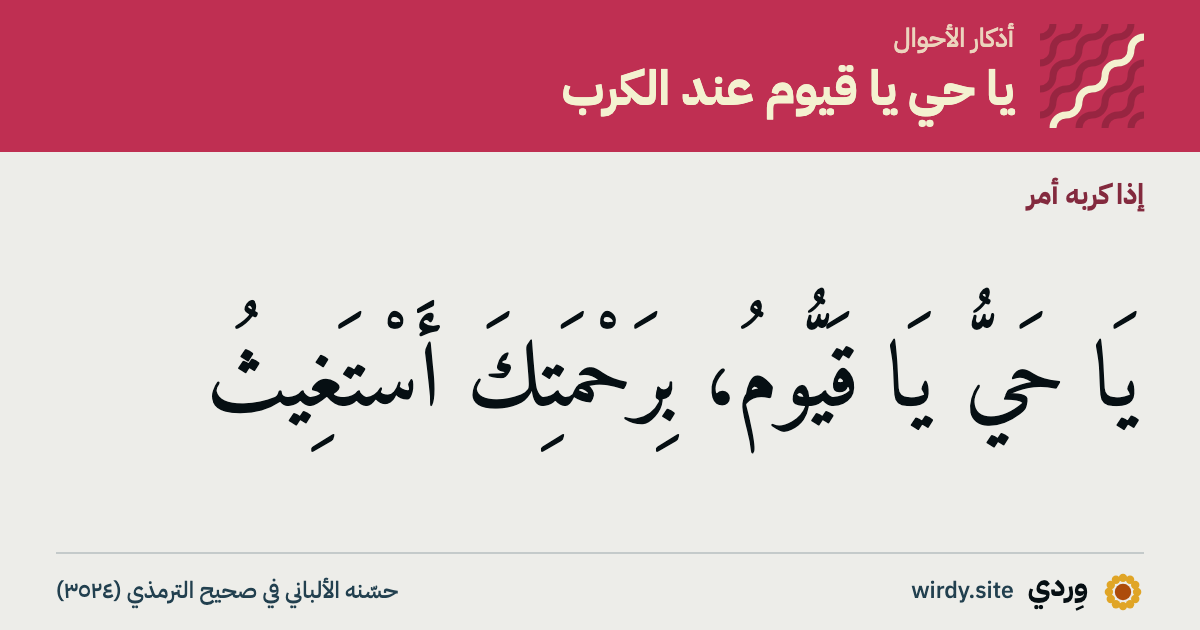 أذكار الأحوال
يا حي يا قيوم عند الكرب
إذا كربه أمر
يَا حَيُّ يَا قَيُّومُ، بِرَحْمَتِكَ أَسْتَغِيثُ
وِردي wirdy.site
حسّنه الألباني في صحيح الترمذي (٣٥٢٤)